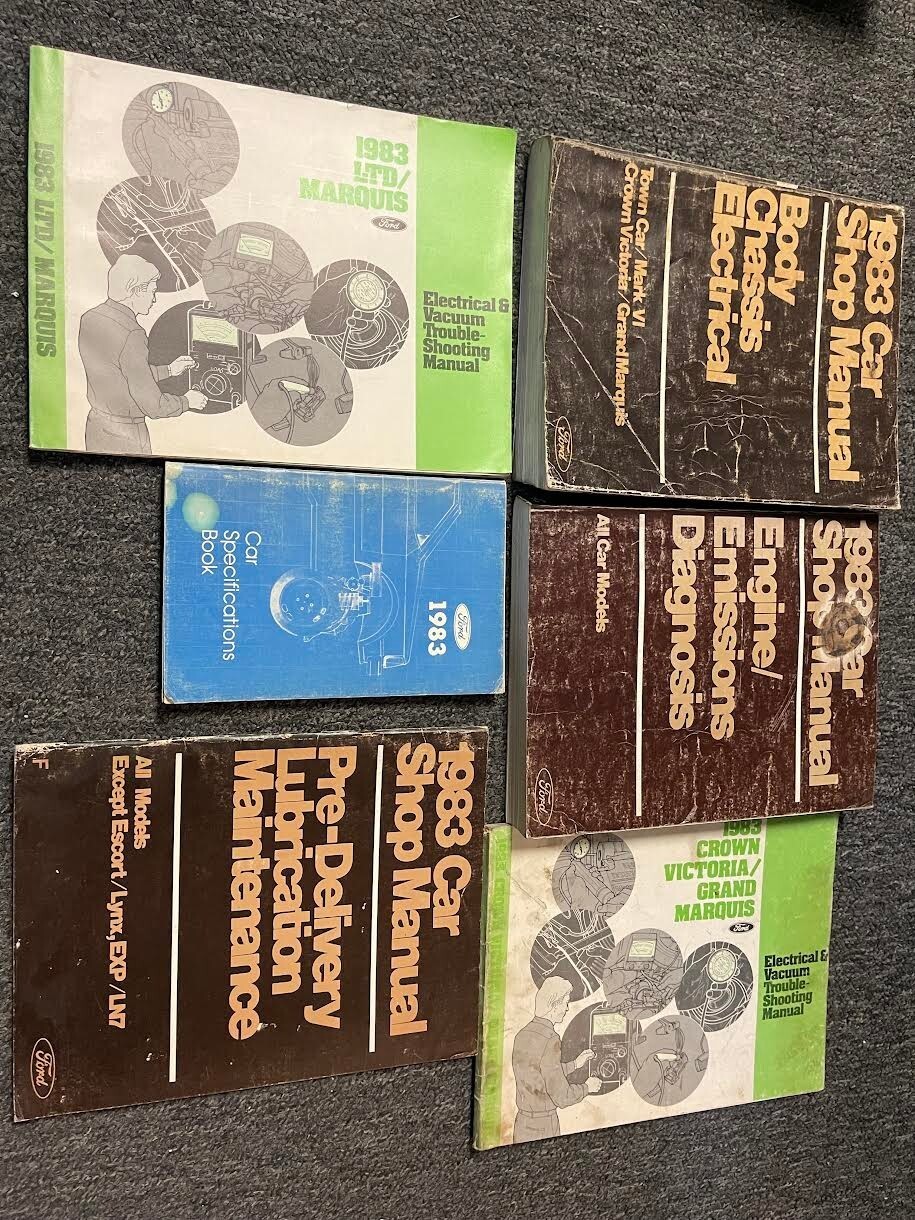 1983
LTD/
MARQUIS
Ford
Electrical &
Vacuum
Trouble-
Shooting
Manual
1983 LTD/MARQUIS
1983 Car
Shop Manual
Body
Chassis
Electrical
Town Car/Mark VI
Crown Victoria/Grand Marquis
Ford
Ford
1983
Car
Specifications
Book
1983 Car
Shop Manual
Engine/
Emissions
Diagnosis
All Car Models
Ford
1983 Car
Shop Manual
Pre-Delivery
Lubrication
Maintenance
All Models
Except Escort/Lynx,EXP/LN7
F
Ford
1983
CROWN
VICTORIA/
GRAND
MARQUIS
Ford
Electrical &
Vacuum
Trouble-
Shooting
Manual